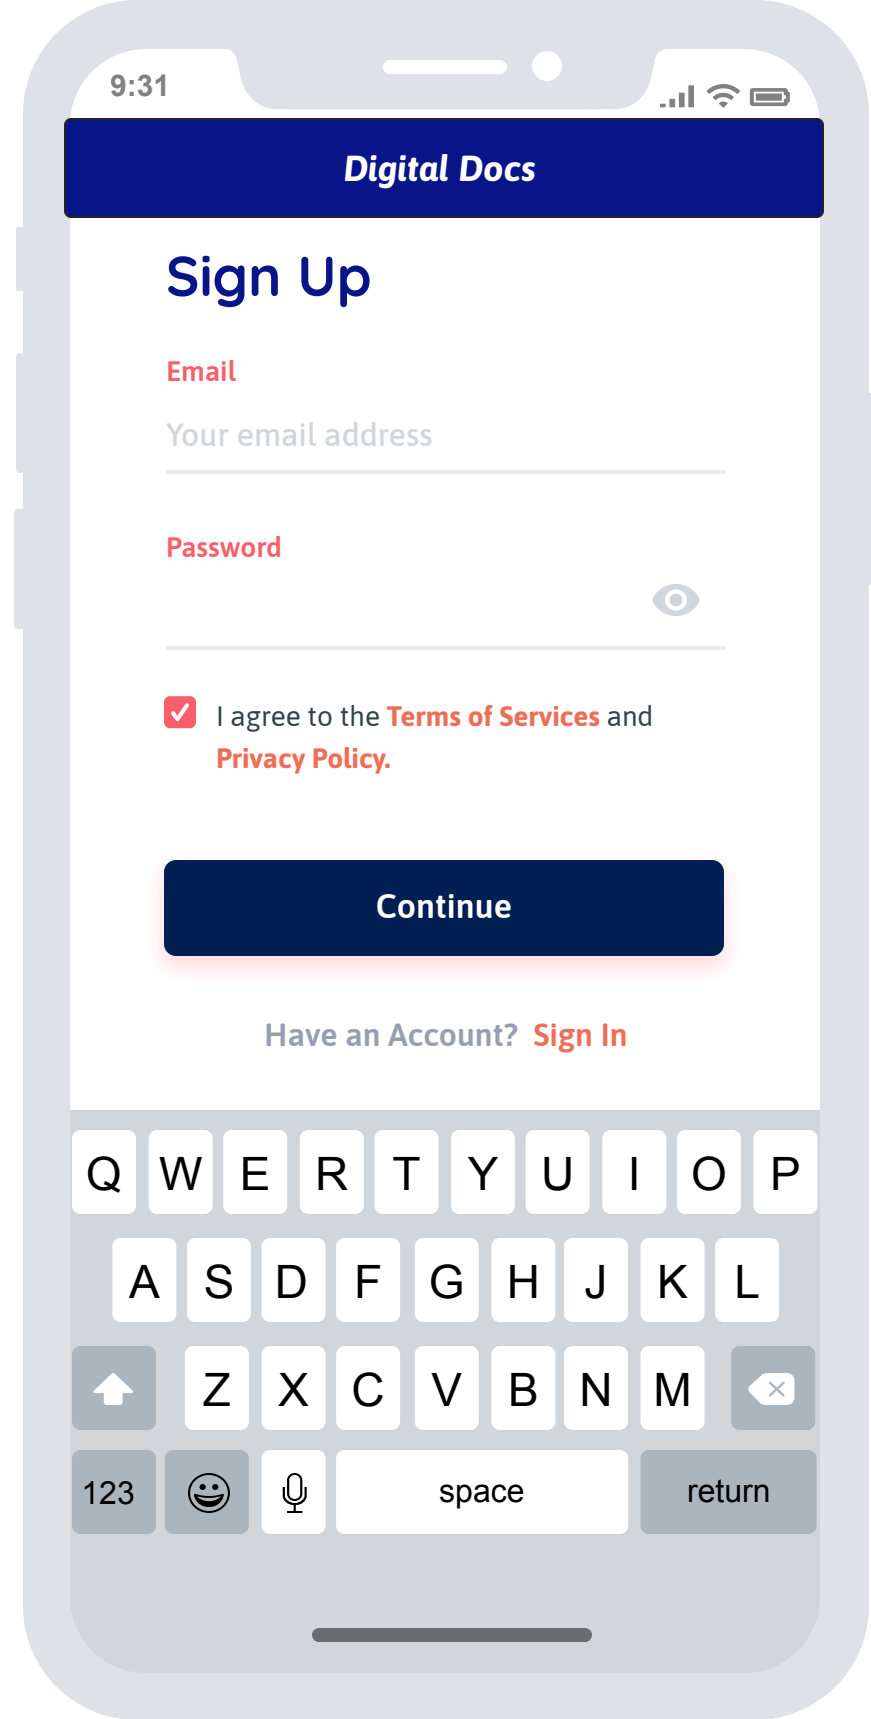 9:31
Digital Docs
Sign Up
Email
Your email address
Password
I agree to the Terms of Services and
Privacy Policy.
Continue
Have an Account? Sign In
Q W E R T Y U I O P
A S D F G H J K L
Z X C V B N M
123 space return